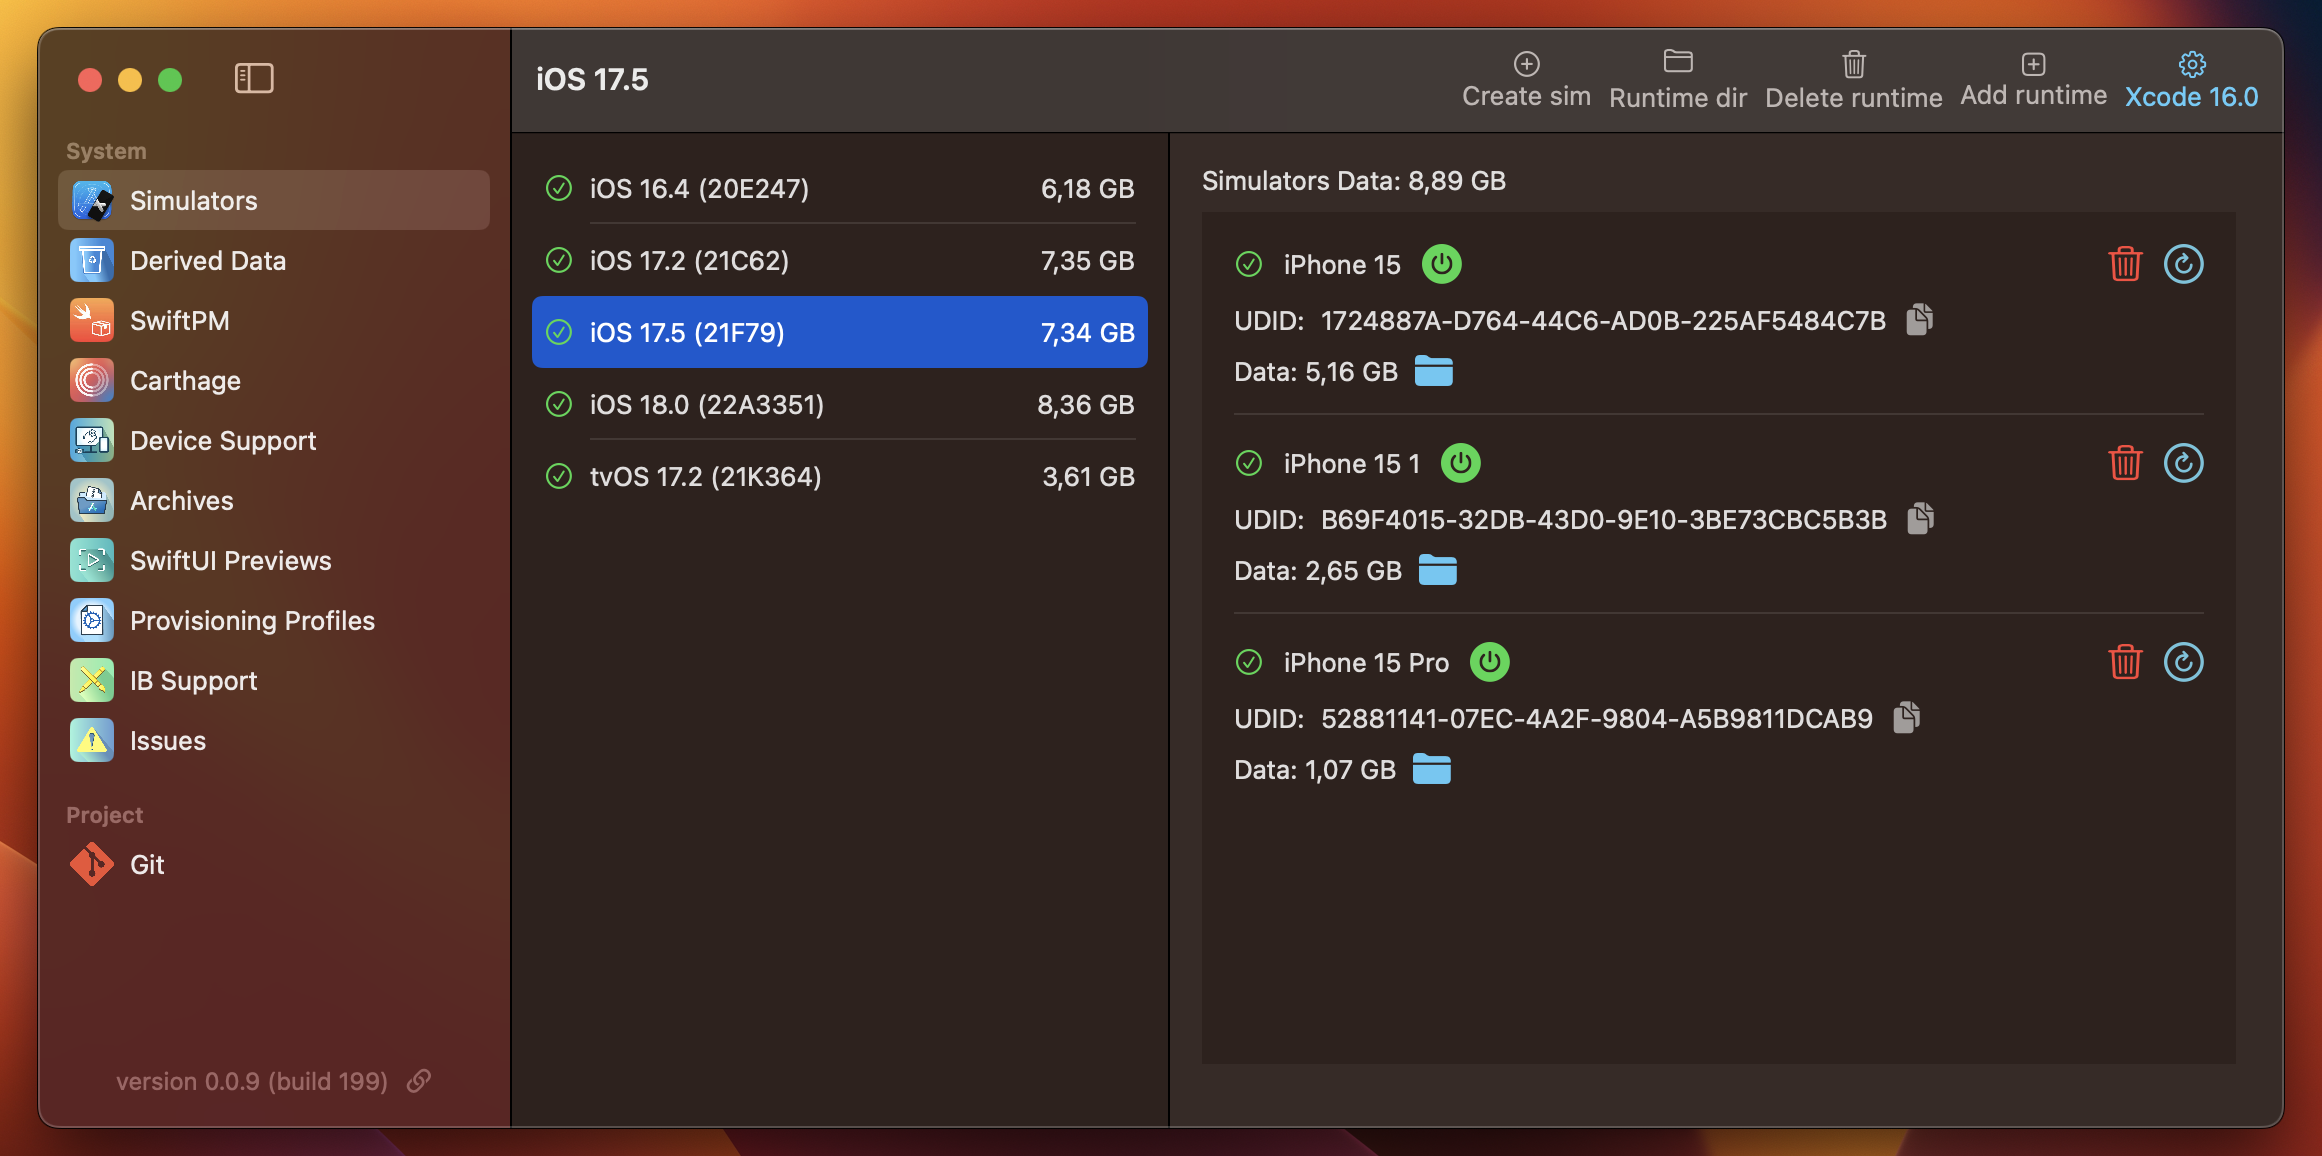 iOS 17.5
Create sim
Runtime dir
Delete runtime
Add runtime
Xcode 16.0
System
Simulators
Derived Data
SwiftPM
Carthage
Device Support
Archives
SwiftUI Previews
Provisioning Profiles
IB Support
Issues
Project
Git
version 0.0.9 (build 199)
iOS 16.4 (20E247) 6,18 GB
iOS 17.2 (21C62) 7,35 GB
iOS 17.5 (21F79) 7,34 GB
iOS 18.0 (22A3351) 8,36 GB
tvOS 17.2 (21K364) 3,61 GB
Simulators Data: 8,89 GB
iPhone 15
UDID: 1724887A-D764-44C6-AD0B-225AF5484C7B
Data: 5,16 GB
iPhone 15 1
UDID: B69F4015-32DB-43D0-9E10-3BE73CBC5B3B
Data: 2,65 GB
iPhone 15 Pro
UDID: 52881141-07EC-4A2F-9804-A5B9811DCAB9
Data: 1,07 GB